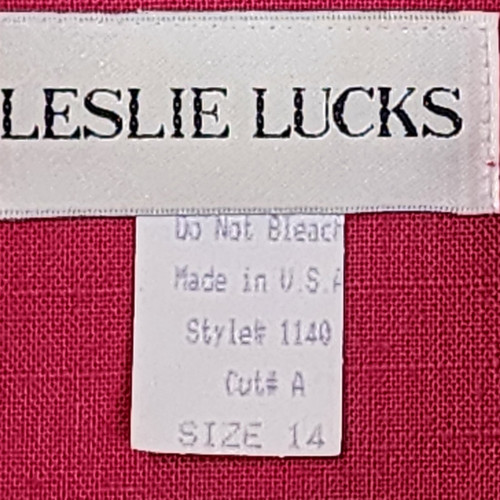 LESLIE LUCKS
Do Not Bleach
Made in U.S.A
Style# 1140
Cut# A
SIZE 14